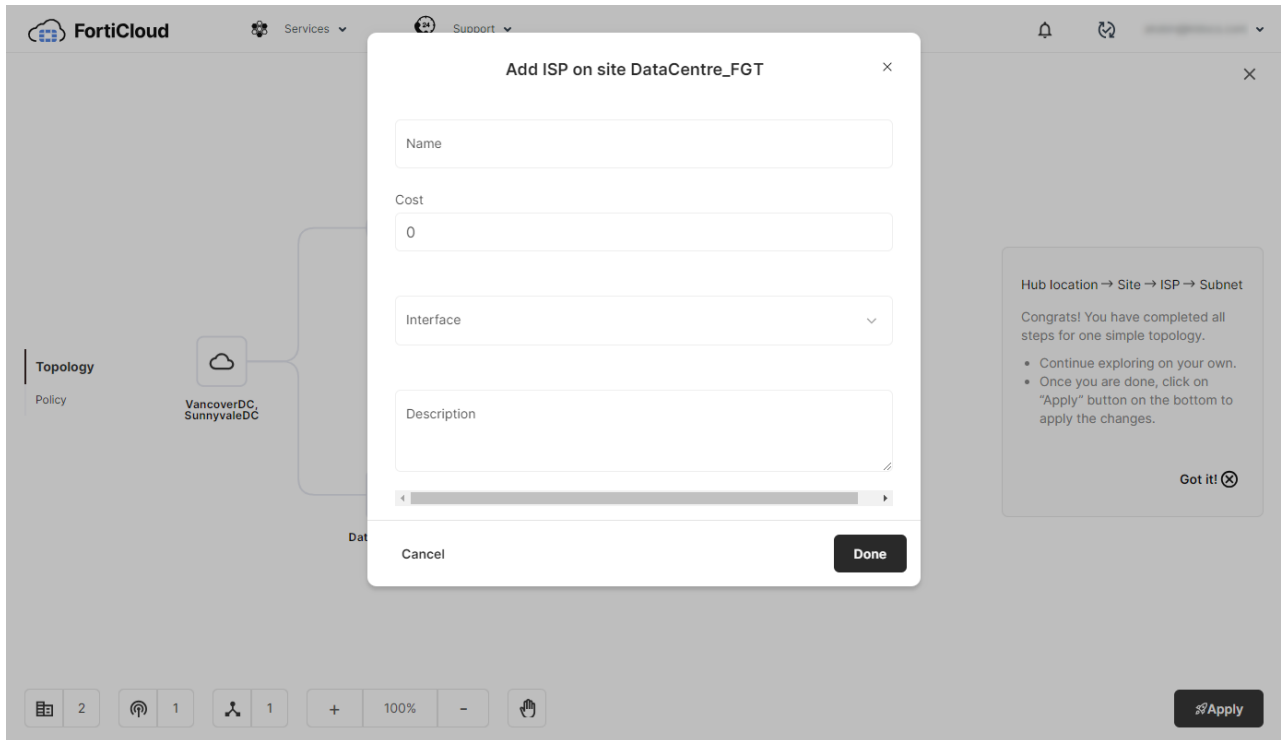 FortiCloud
Services
24
Support
Add ISP on site DataCentre_FGT
Name
Cost
0
Interface
Description
Cancel
Done
Topology
Policy
VancoverDC,
SunnyvaleDC
Dat
Hub location → Site → ISP → Subnet
Congrats! You have completed all
steps for one simple topology.
• Continue exploring on your own.
• Once you are done, click on
“Apply” button on the bottom to
apply the changes.
Got it!
2
1
1
+ 100% -
Apply